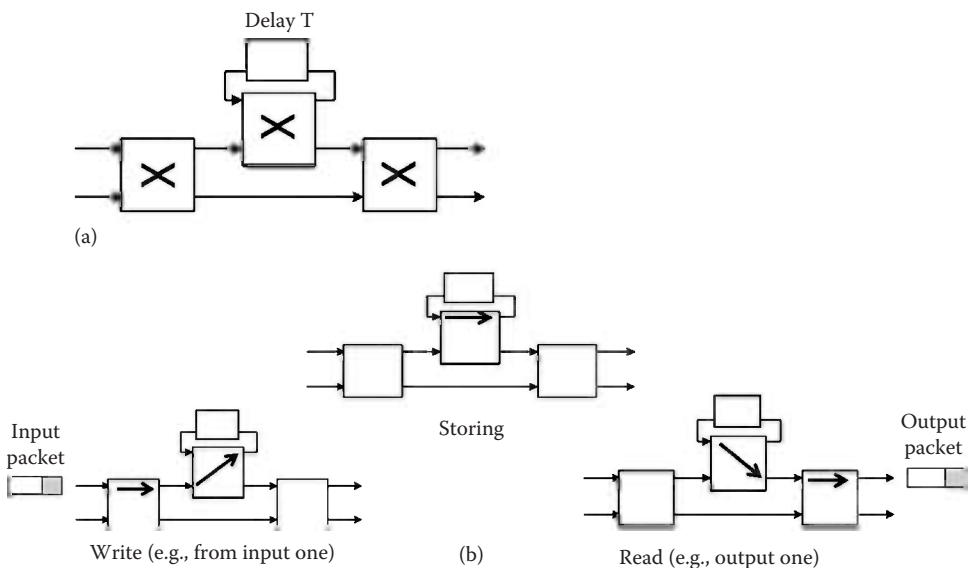 Delay T
(a)
Storing
Input
packet
Output
packet
Write (e.g., from input one)
(b)
Read (e.g., output one)